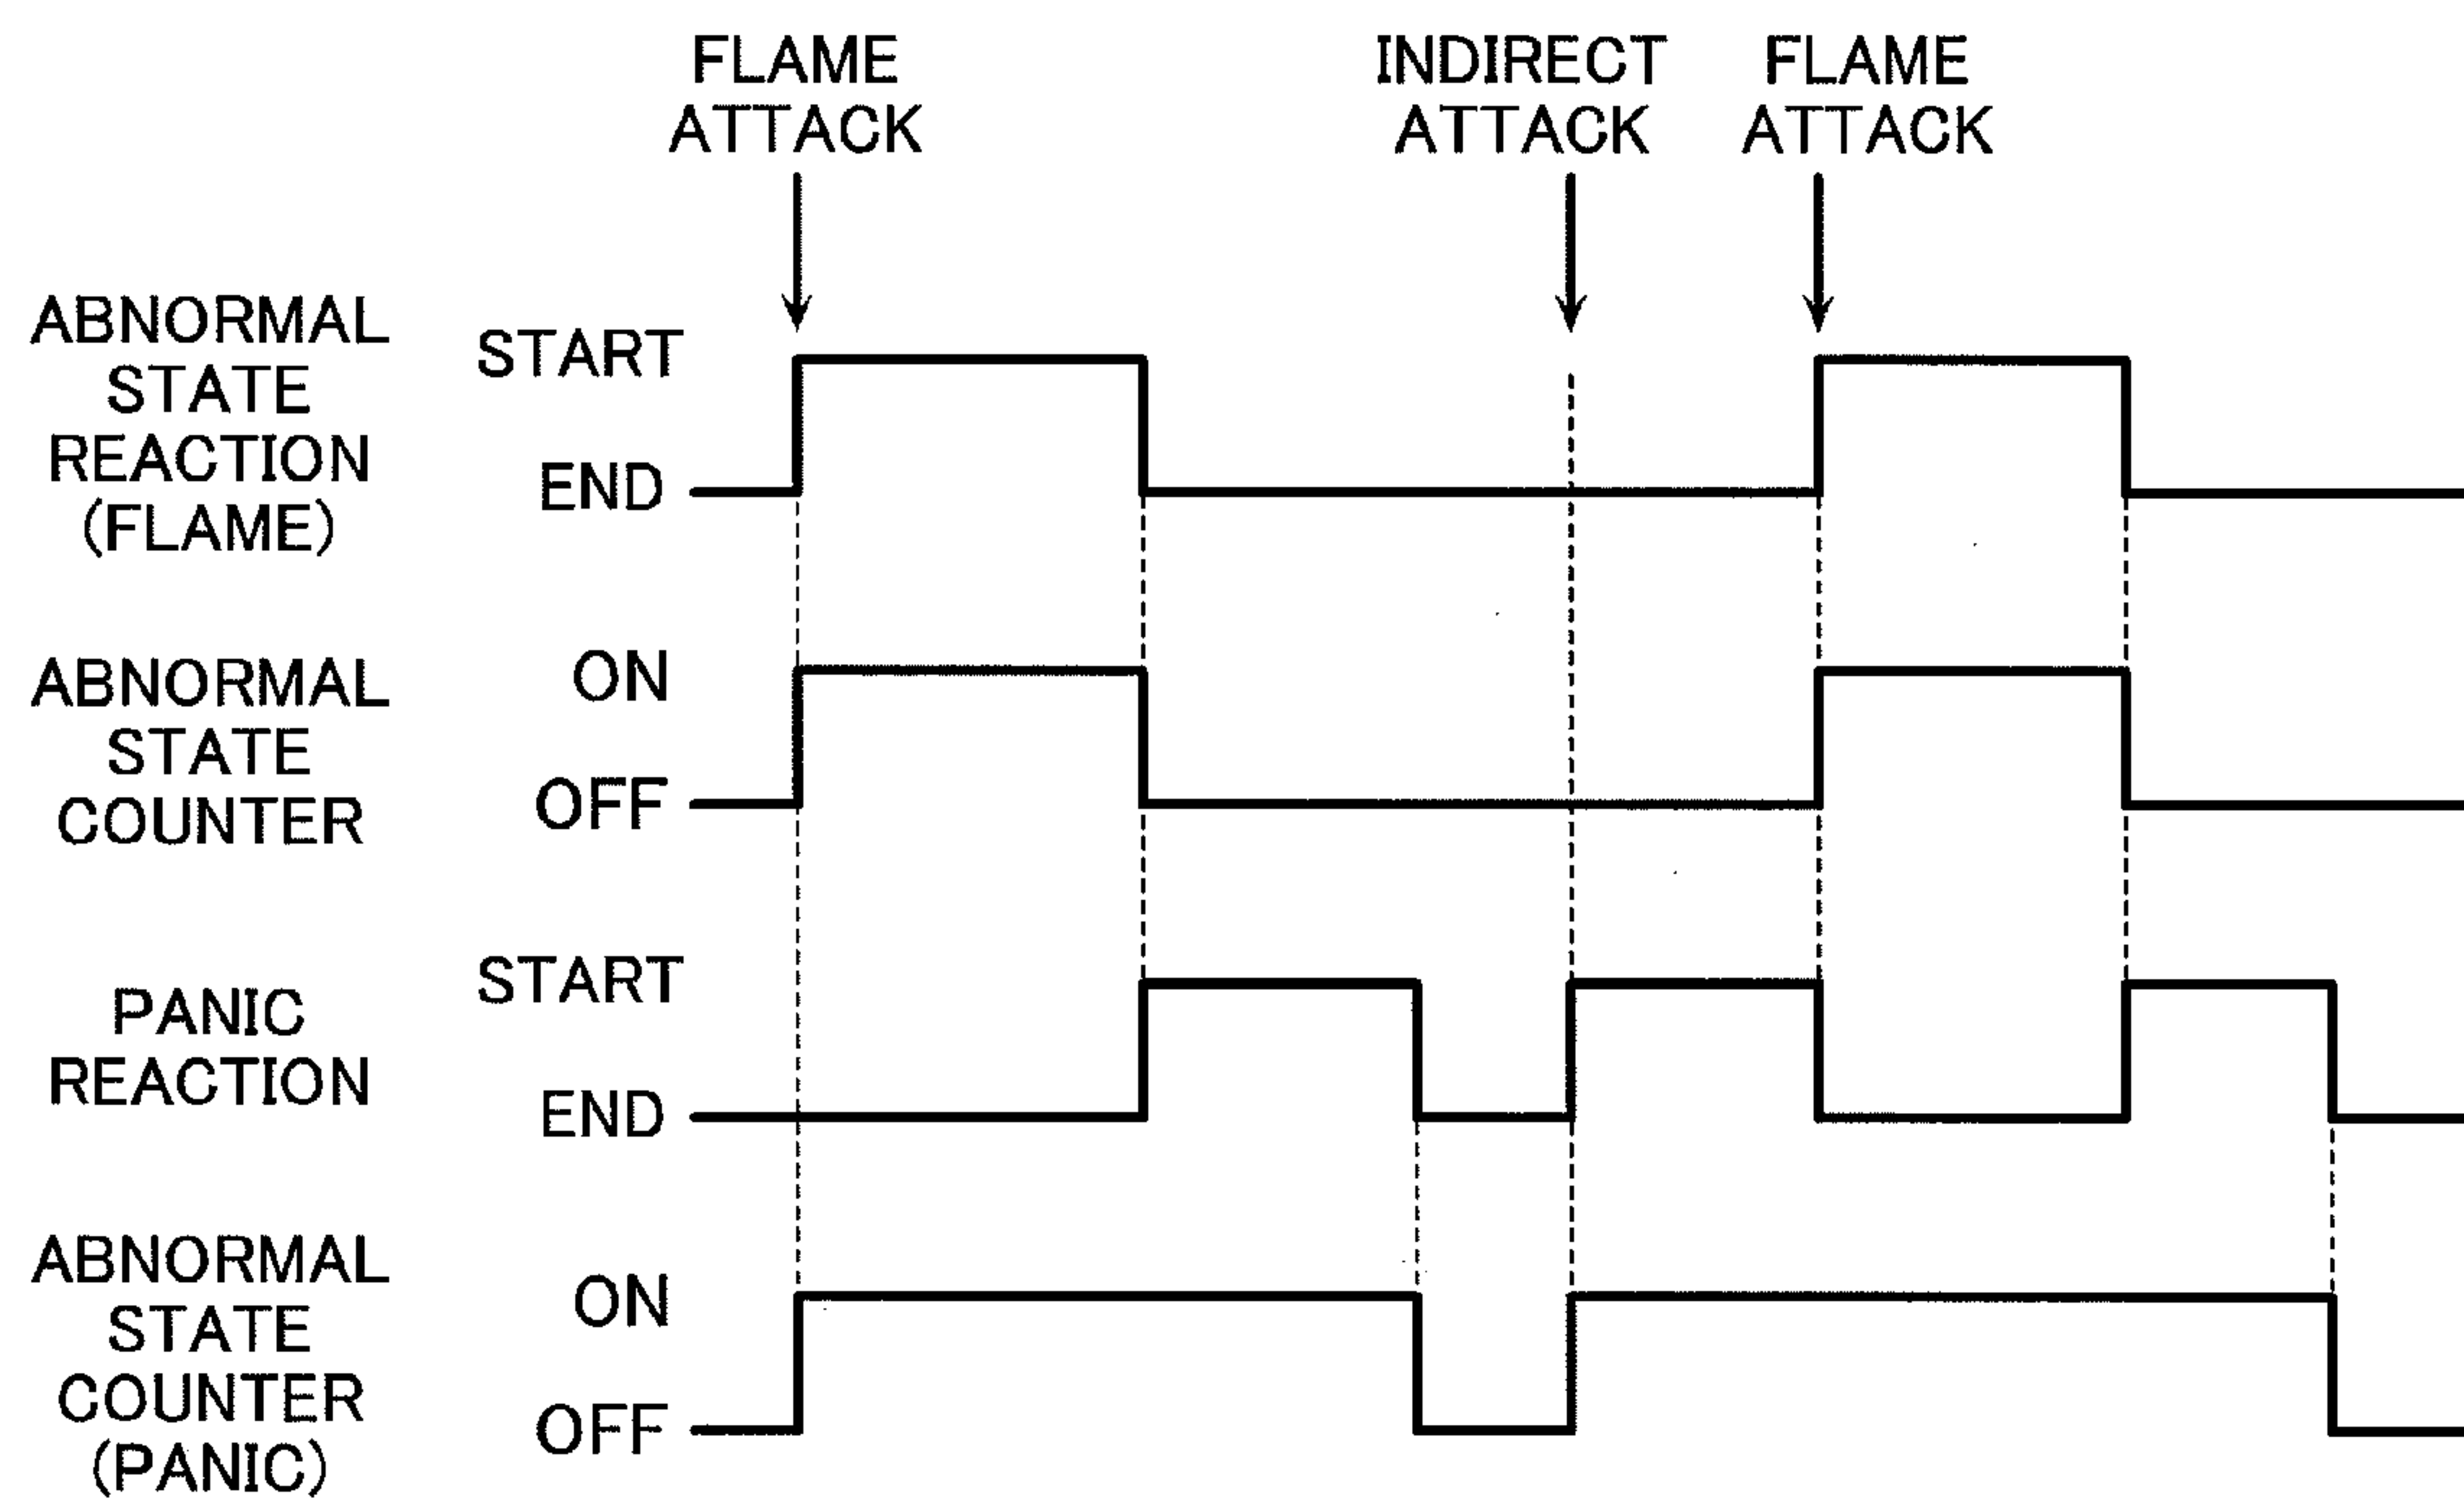 FLAME
ATTACK
INDIRECT
ATTACK
FLAME
ATTACK
ABNORMAL
STATE
REACTION
(FLAME)
START
END
ABNORMAL
STATE
COUNTER
ON
OFF
PANIC
REACTION
START
END
ABNORMAL
STATE
COUNTER
(PANIC)
ON
OFF